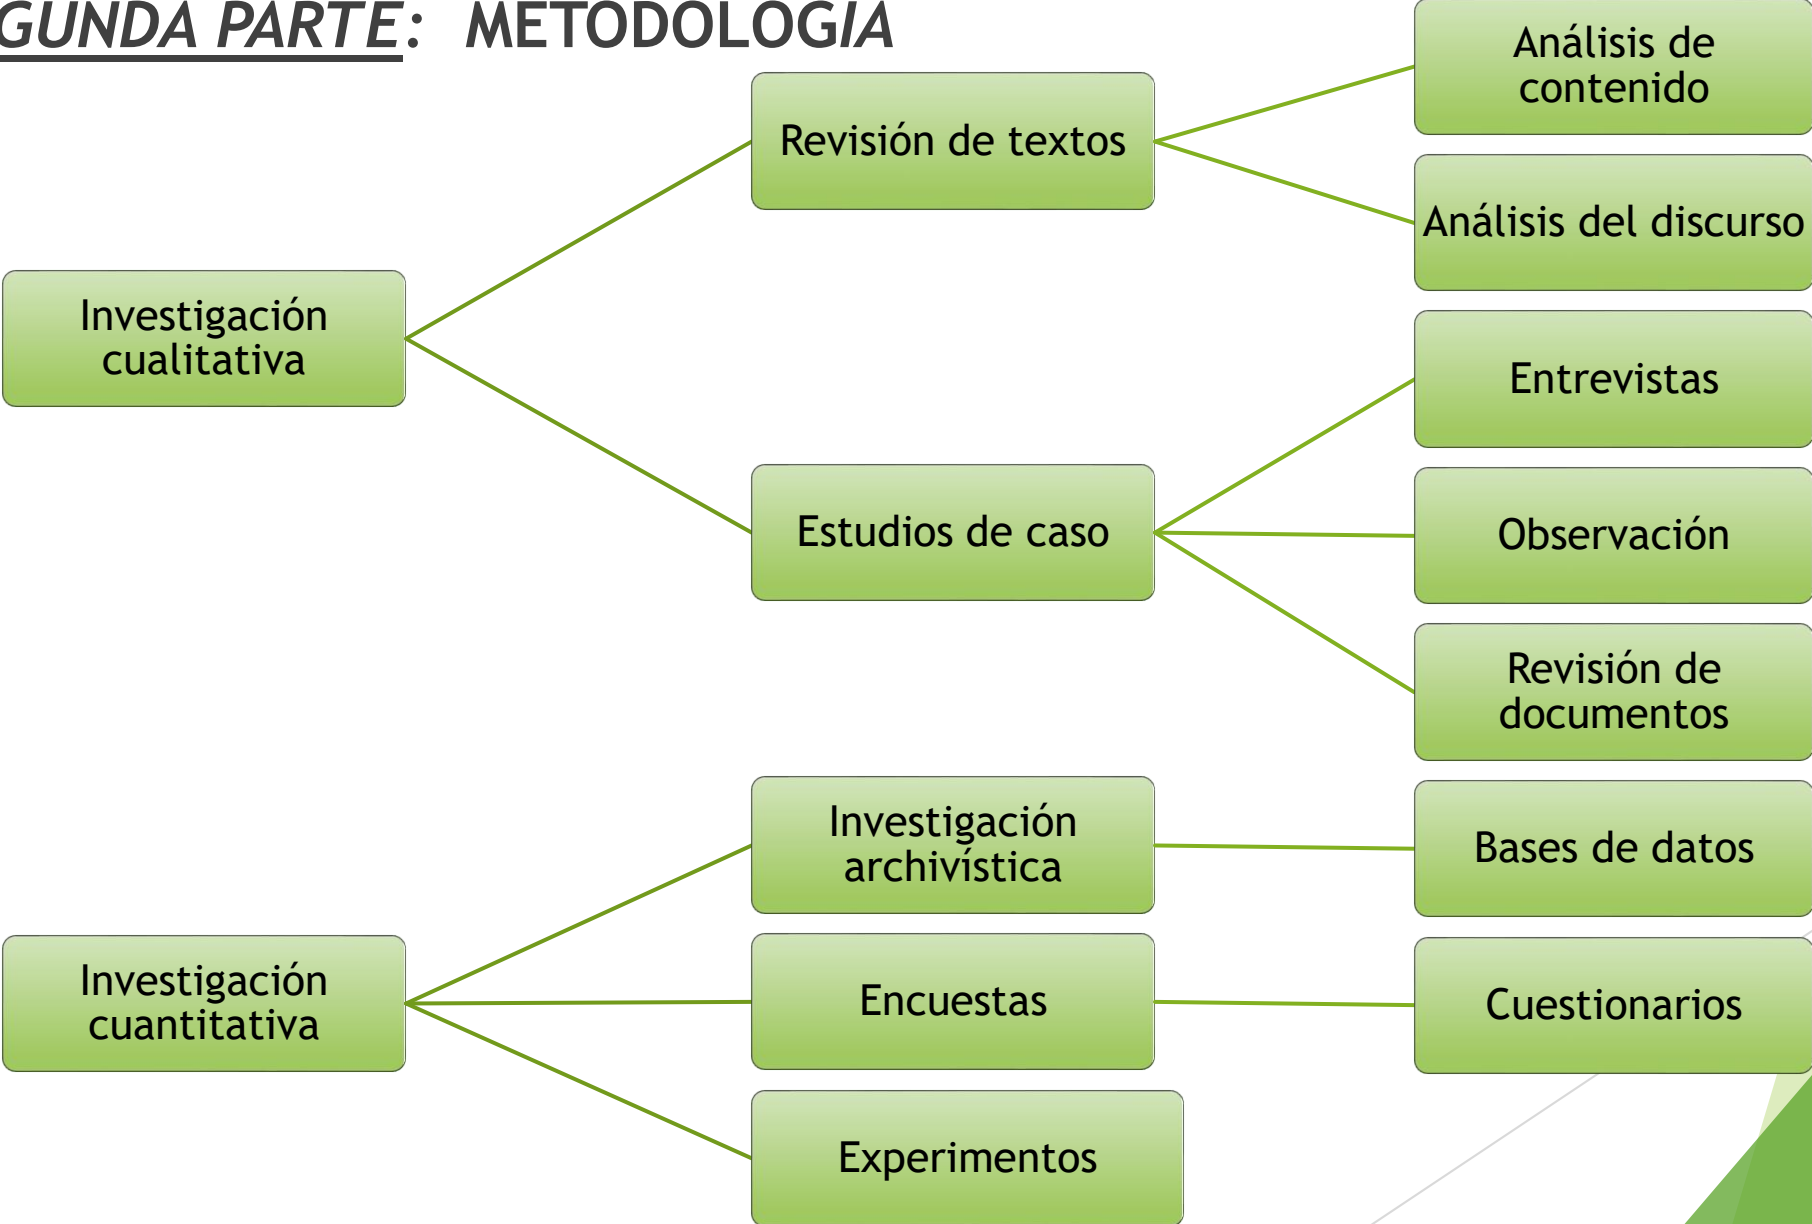 GUNDA PARTE: METODOLOGIA
Análisis de
contenido
Revisión de textos
Análisis del discurso
Investigación
cualitativa
Entrevistas
Estudios de caso
Observación
Revisión de
documentos
Investigación
archivística
Bases de datos
Investigación
cuantitativa
Encuestas
Cuestionarios
Experimentos